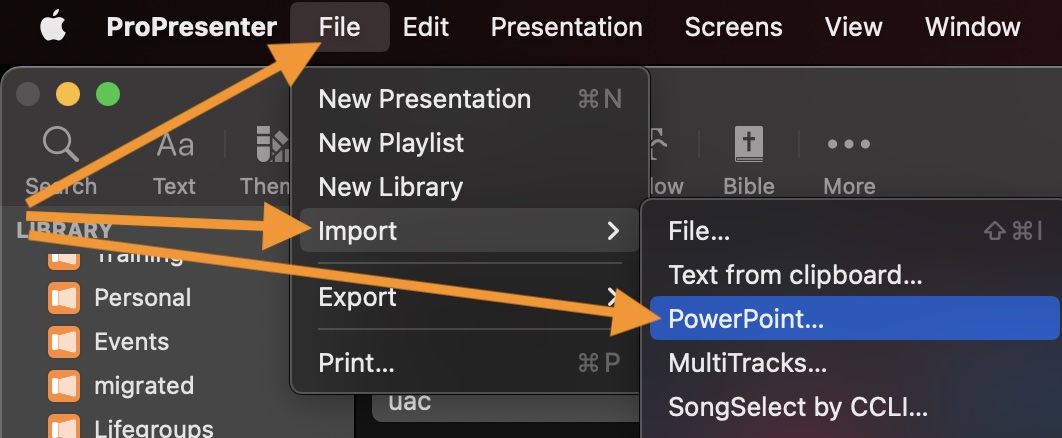 ProPresenter File Edit Presentation Screens View Window
New Presentation ⌘N
New Playlist
New Library
Import
Export
Print... ⌘P
Search Text Them low Bible More
File... ⇧⌘I
Text from clipboard...
PowerPoint...
MultiTracks...
SongSelect by CCLI...
LIBRARY
Training
Personal
Events
migrated
Lifegroups
uac